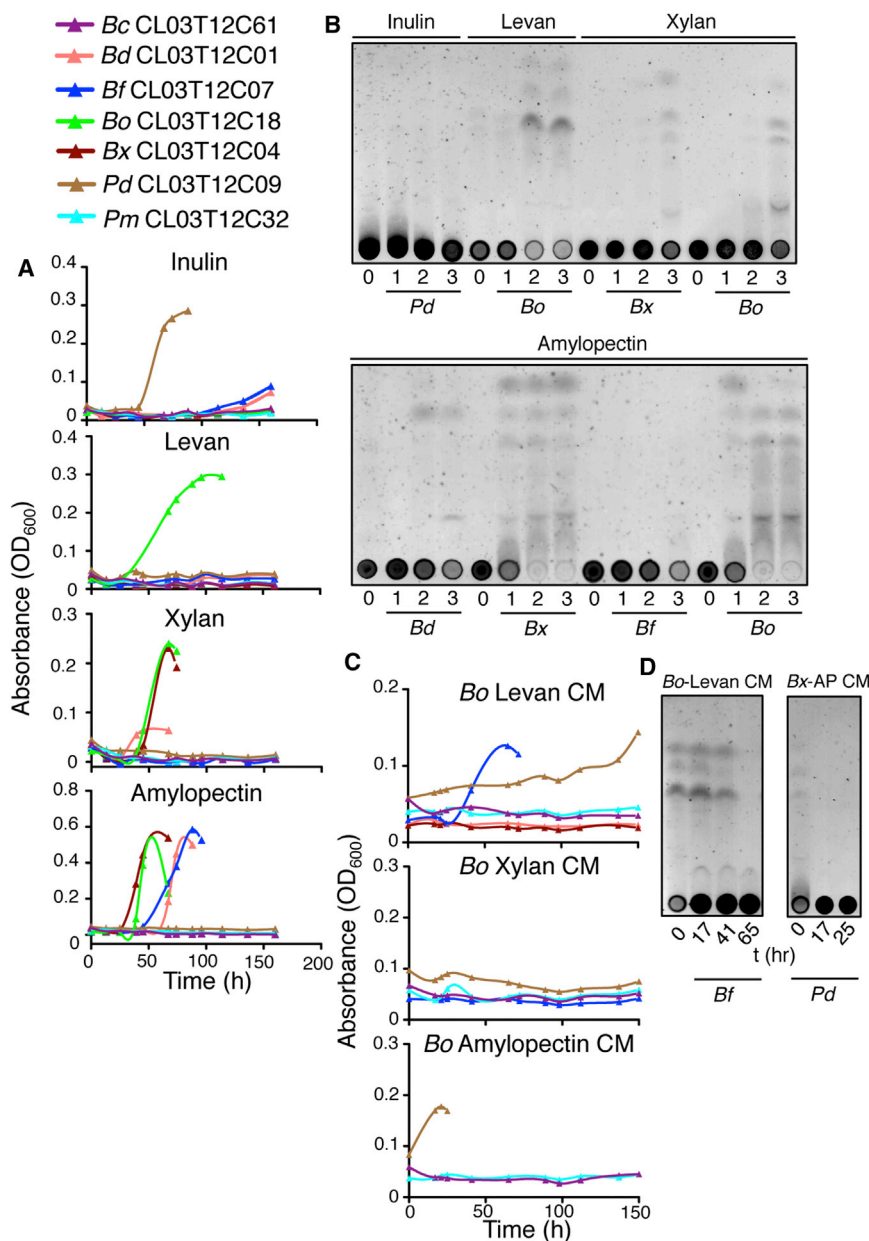 Bc CL03T12C61
Bd CL03T12C01
Bf CL03T12C07
Bo CL03T12C18
Bx CL03T12C04
Pd CL03T12C09
Pm CL03T12C32
A
Inulin
0.4
0.3
0.2
0.1
0
0 50 100 150 200
Levan
0.4
0.3
0.2
0.1
0
Xylan
0.3
0.2
0.1
0
Amylopectin
0.8
0.6
0.4
0.2
0
0 50 100 150 200
Time (h)
Absorbance (OD600)
B
Inulin Levan Xylan
0 1 2 3 0 1 2 3 0 1 2 3 0 1 2 3
Pd Bo Bx Bo
Amylopectin
0 1 2 3 0 1 2 3 0 1 2 3 0 1 2 3
Bd Bx Bf Bo
C
Bo Levan CM
0.2
0.1
0
Bo Xylan CM
0.3
0.2
0.1
0
Bo Amylopectin CM
0.3
0.2
0.1
0
0 50 100 150
Time (h)
Absorbance (OD600)
D
Bo-Levan CM Bx-AP CM
0 17 41 65 0 17 25
t (hr)
Bf Pd